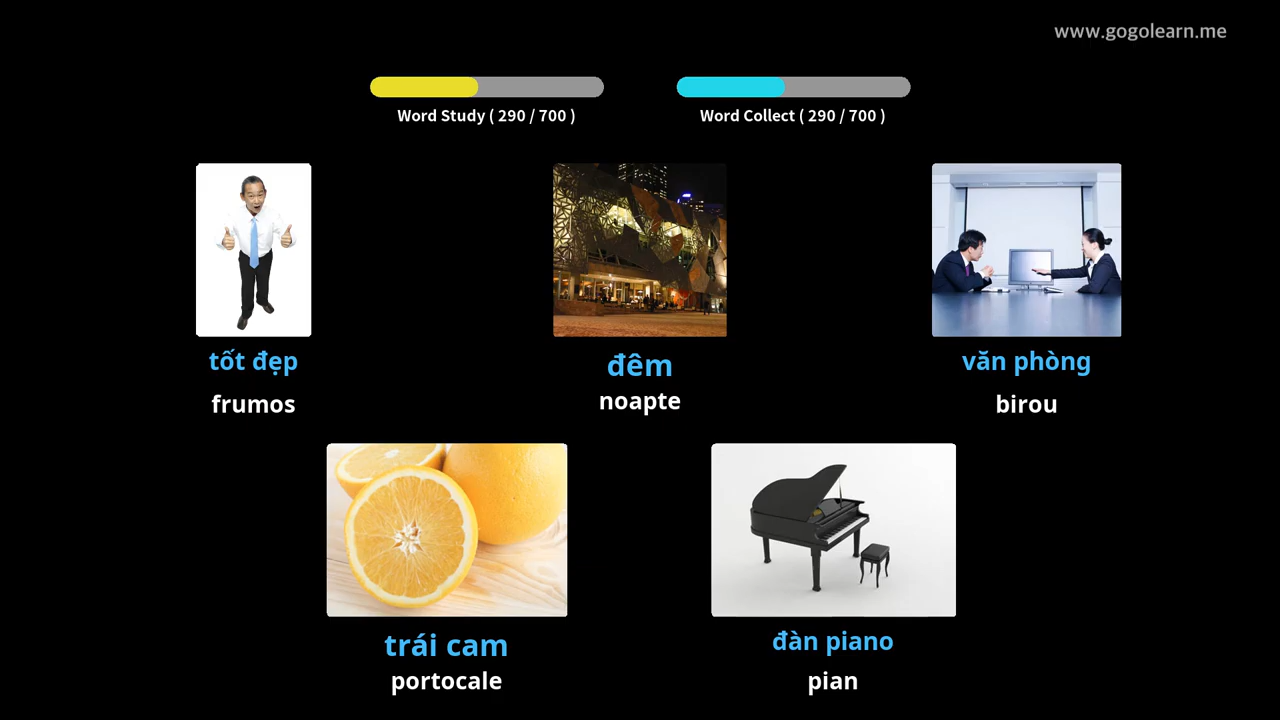 www.gogolearn.me
Word Study ( 290 / 700 )
Word Collect ( 290 / 700 )
tốt đẹp
frumos
đêm
noapte
văn phòng
birou
trái cam
portocale
đàn piano
pian